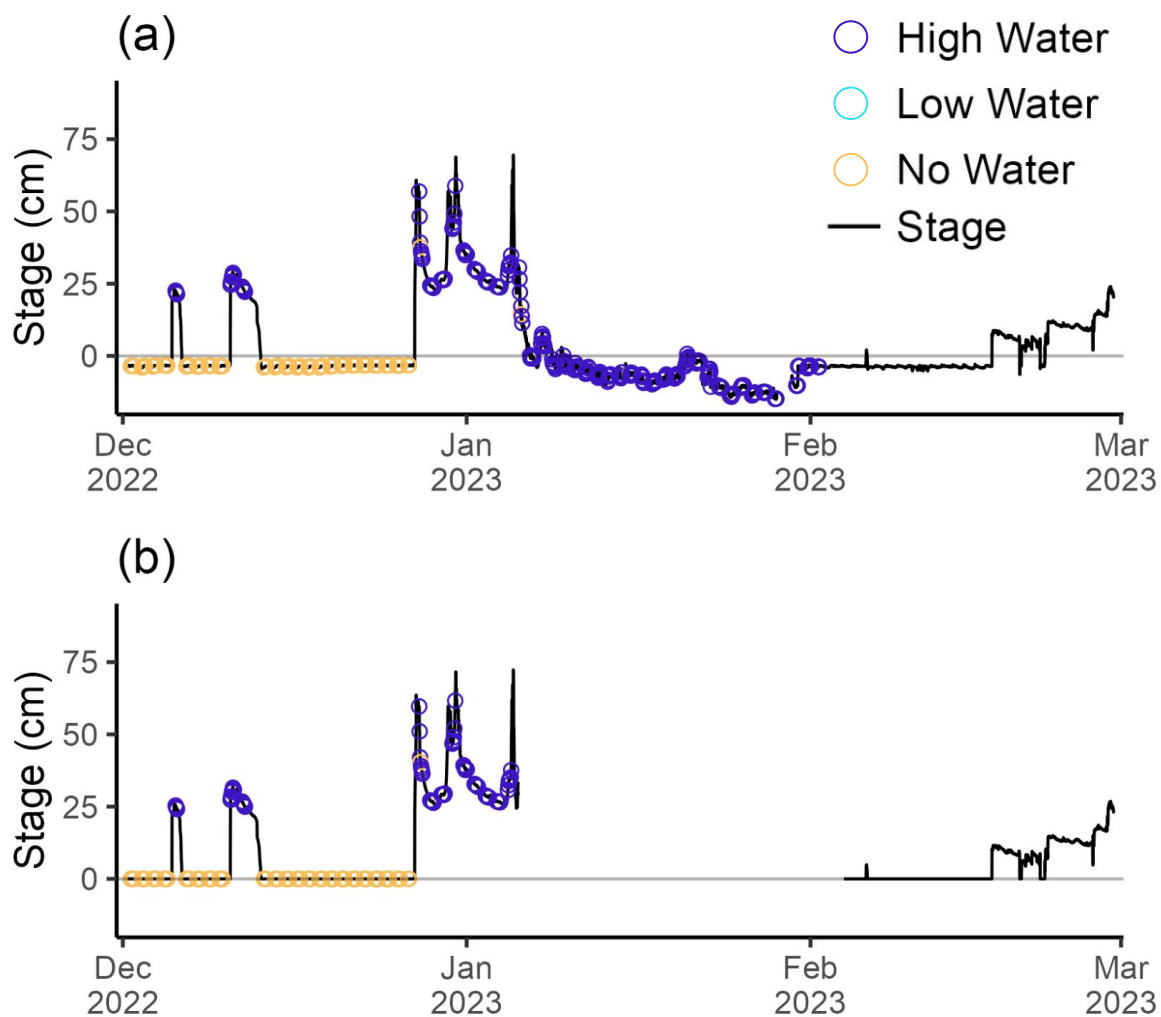 (a)
High Water
Low Water
No Water
Stage
Stage (cm)
75
50
25
0
Dec
2022
Jan
2023
Feb
2023
Mar
2023
(b)
Stage (cm)
75
50
25
0
Dec
2022
Jan
2023
Feb
2023
Mar
2023